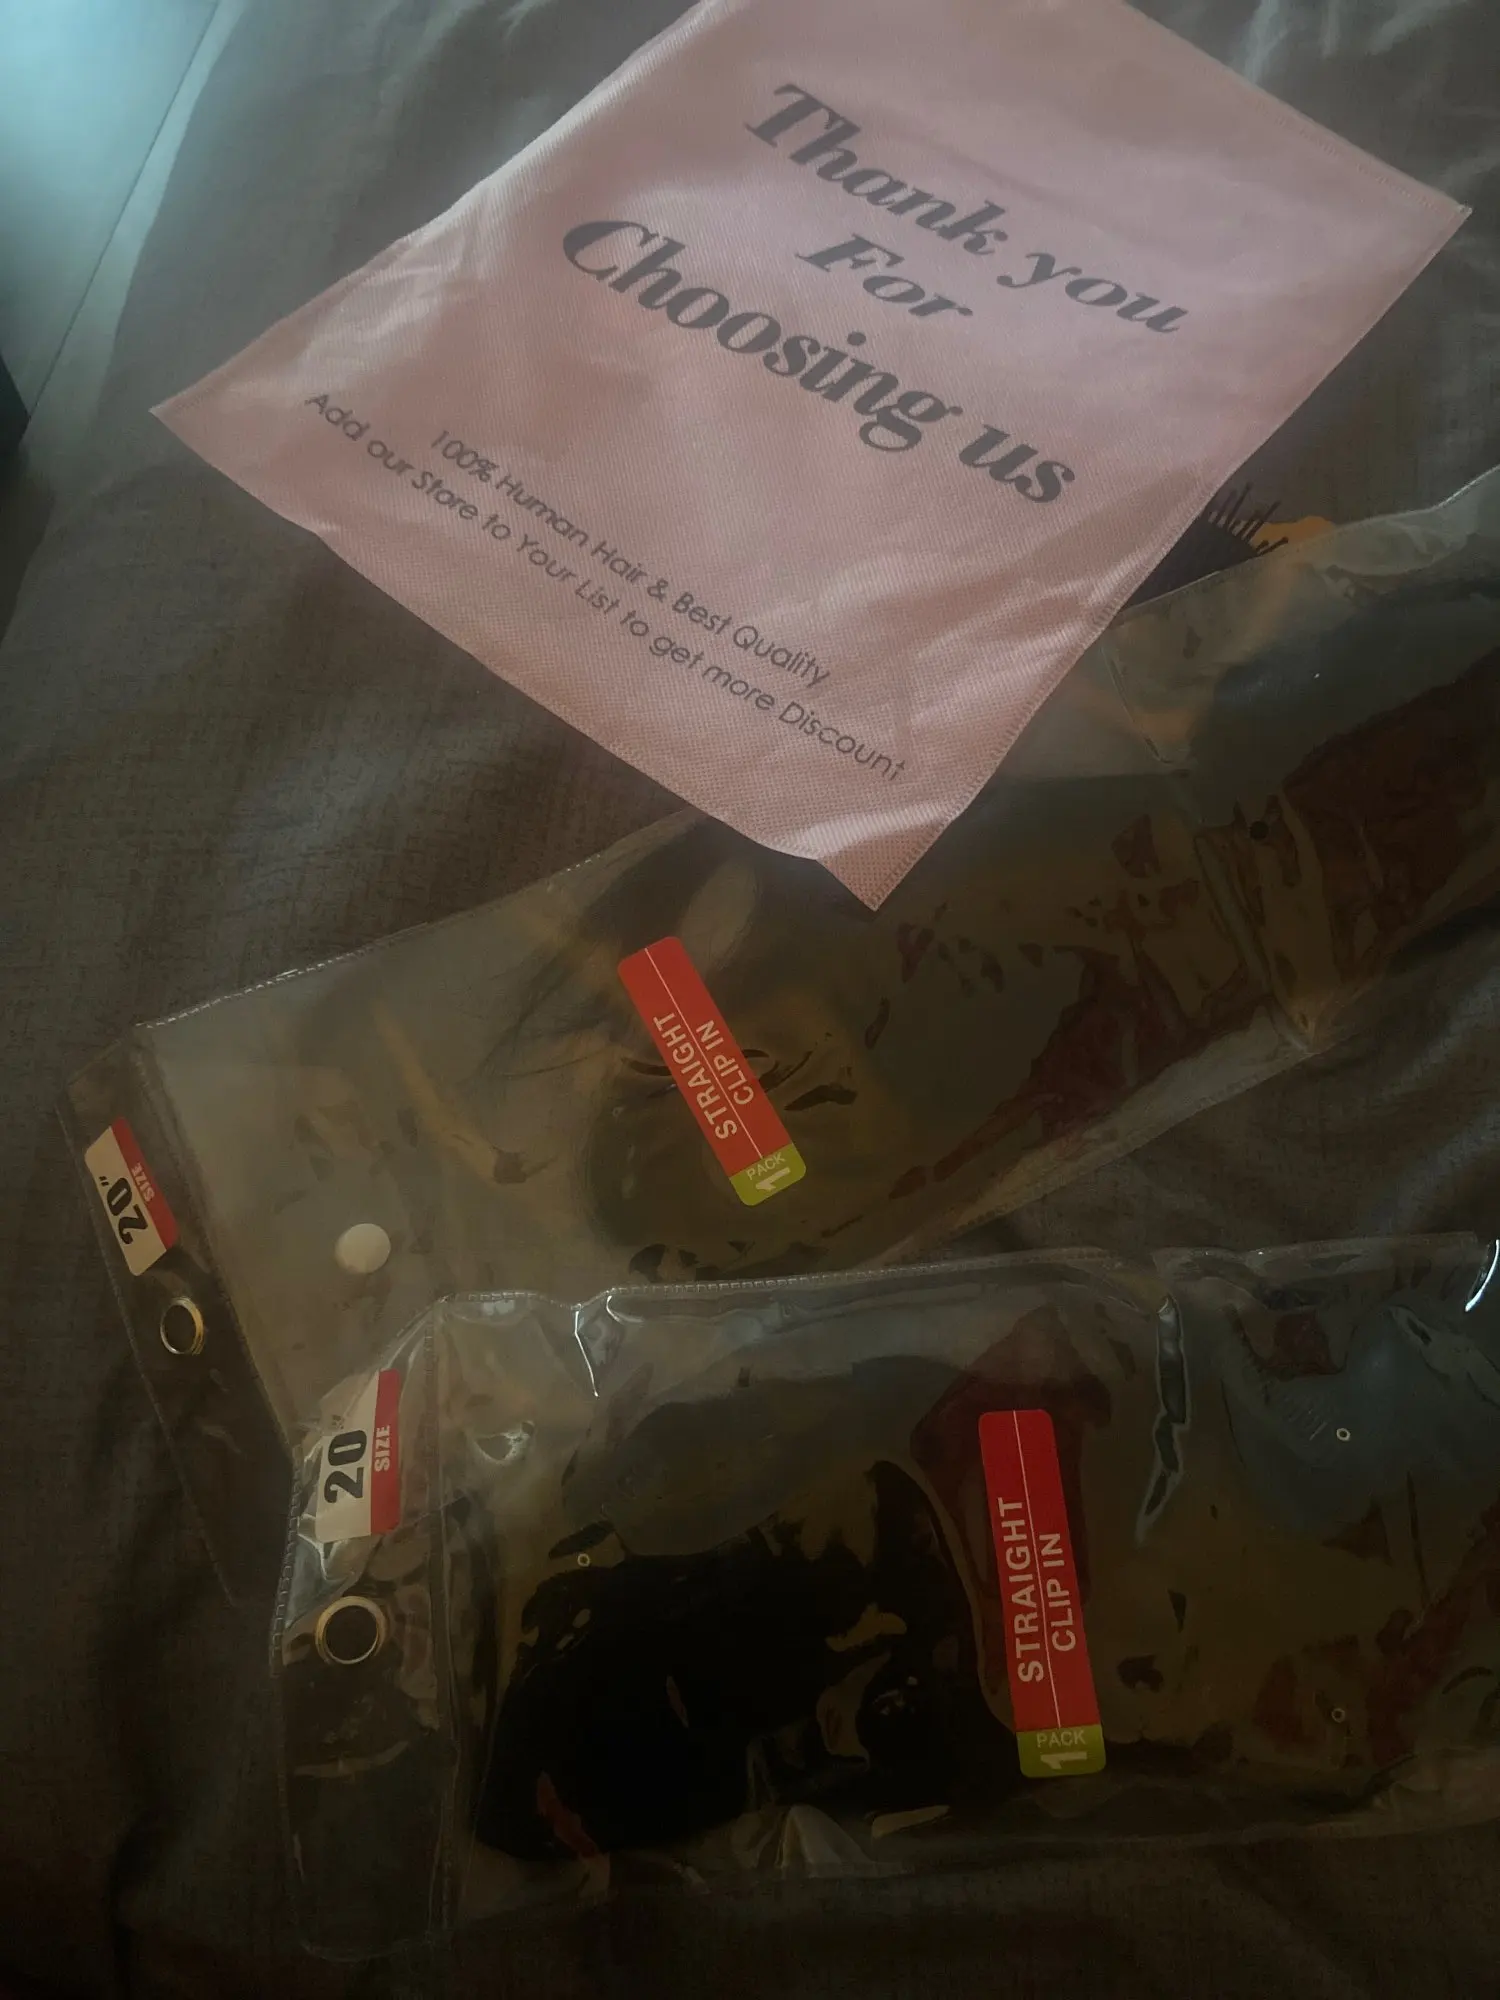 Thank you
For
Choosing us
100% Human Hair & Best Quality
Add our Store to Your List to get more Discount
STRAIGHT
CLIP IN
1 PACK
20"
SIZE
20"
SIZE
STRAIGHT
CLIP IN
1 PACK